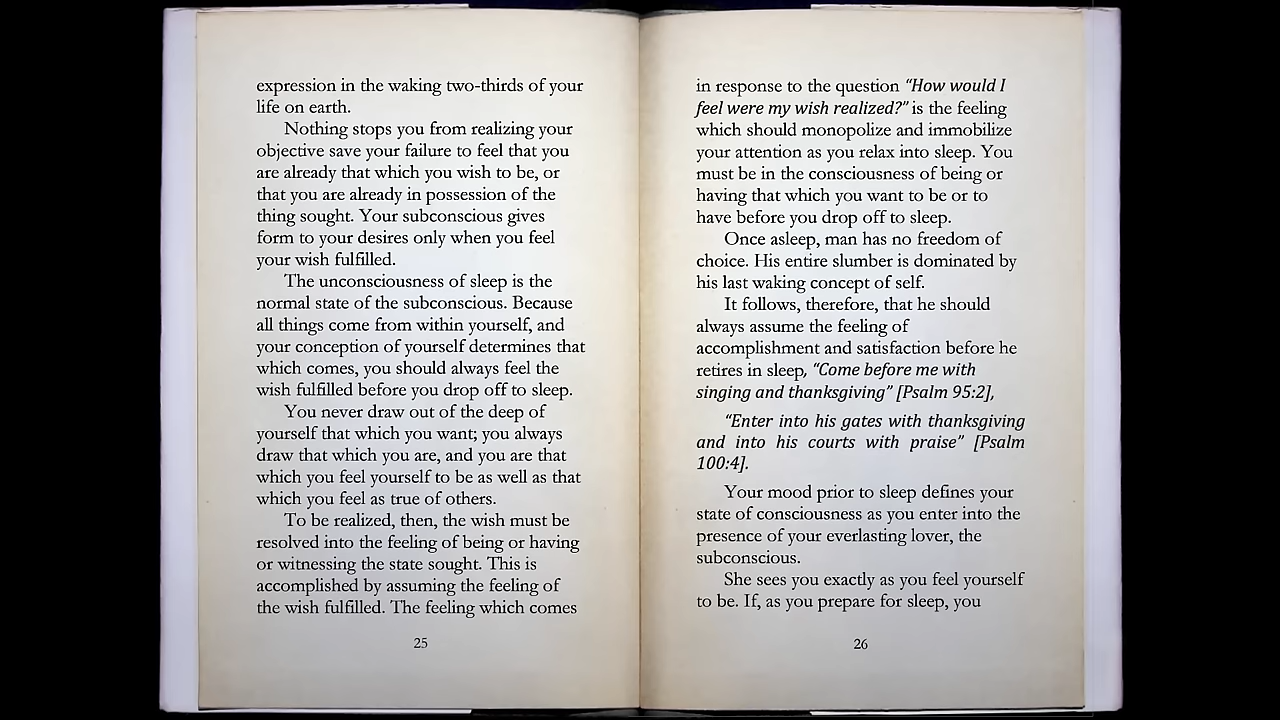 expression in the waking two-thirds of your
life on earth.
Nothing stops you from realizing your
objective save your failure to feel that you
are already that which you wish to be, or
that you are already in possession of the
thing sought. Your subconscious gives
form to your desires only when you feel
your wish fulfilled.
The unconsciousness of sleep is the
normal state of the subconscious. Because
all things come from within yourself, and
your conception of yourself determines that
which comes, you should always feel the
wish fulfilled before you drop off to sleep.
You never draw out of the deep of
yourself that which you want; you always
draw that which you are, and you are that
which you feel yourself to be as well as that
which you feel as true of others.
To be realized, then, the wish must be
resolved into the feeling of being or having
or witnessing the state sought. This is
accomplished by assuming the feeling of
the wish fulfilled. The feeling which comes
25
in response to the question “How would I
feel were my wish realized?” is the feeling
which should monopolize and immobilize
your attention as you relax into sleep. You
must be in the consciousness of being or
having that which you want to be or to
have before you drop off to sleep.
Once asleep, man has no freedom of
choice. His entire slumber is dominated by
his last waking concept of self.
It follows, therefore, that he should
always assume the feeling of
accomplishment and satisfaction before he
retires in sleep, “Come before me with
singing and thanksgiving” [Psalm 95:2],
“Enter into his gates with thanksgiving
and into his courts with praise” [Psalm
100:4].
Your mood prior to sleep defines your
state of consciousness as you enter into the
presence of your everlasting lover, the
subconscious.
She sees you exactly as you feel yourself
to be. If, as you prepare for sleep, you
26